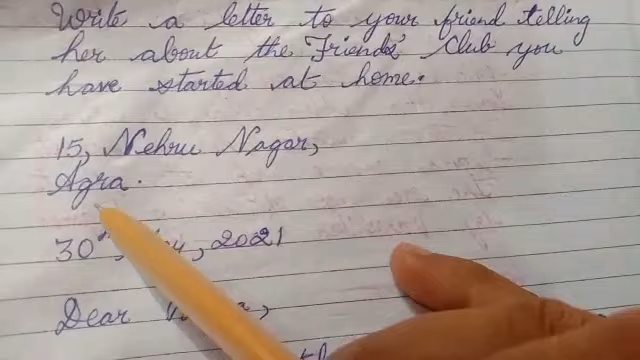 Write a letter to your friend telling
her about the Friends' Club you
have started at home.
15, Nehru Nagar,
Agra.
30th, 2021
Dear